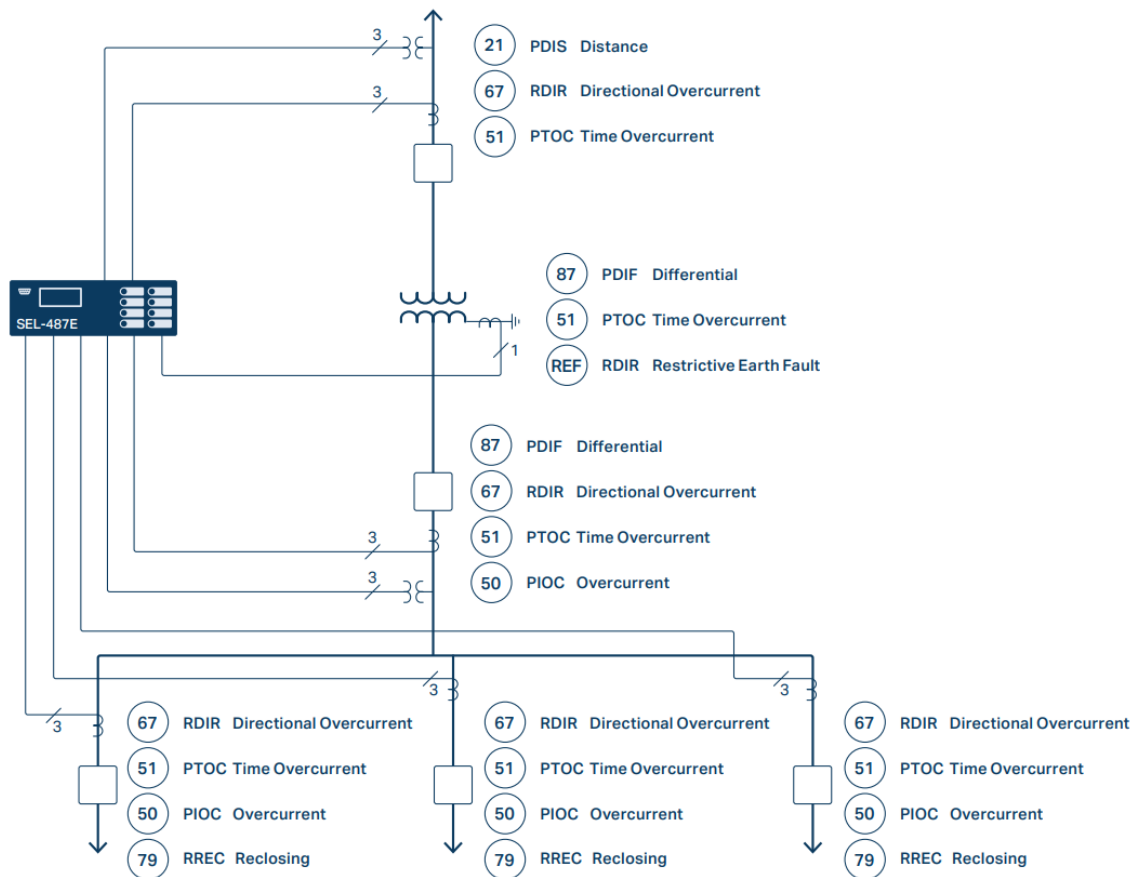 3
21 PDIS Distance
3
67 RDIR Directional Overcurrent
51 PTOC Time Overcurrent
87 PDIF Differential
SEL-487E
51 PTOC Time Overcurrent
1
REF RDIR Restrictive Earth Fault
87 PDIF Differential
67 RDIR Directional Overcurrent
3
51 PTOC Time Overcurrent
3
50 PIOC Overcurrent
3
3
3
67 RDIR Directional Overcurrent
51 PTOC Time Overcurrent
50 PIOC Overcurrent
79 RREC Reclosing
67 RDIR Directional Overcurrent
51 PTOC Time Overcurrent
50 PIOC Overcurrent
79 RREC Reclosing
67 RDIR Directional Overcurrent
51 PTOC Time Overcurrent
50 PIOC Overcurrent
79 RREC Reclosing